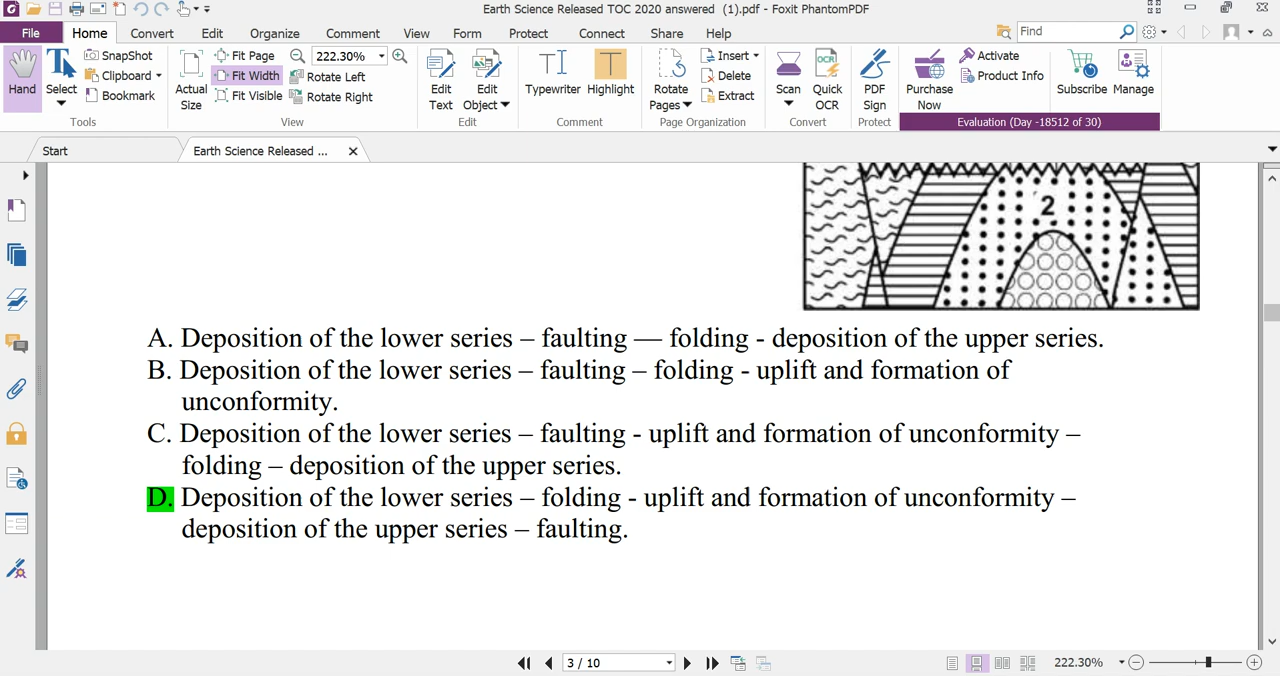 Earth Science Released TOC 2020 answered (1).pdf - Foxit PhantomPDF
File Home Convert Edit Organize Comment View Form Protect Connect Share Help Find
Hand
Select
SnapShot
Clipboard
Bookmark
Tools
Actual Size
Fit Page
Fit Width
Fit Visible
222.30%
Rotate Left
Rotate Right
View
Edit Text
Edit Object
Edit
Typewriter
Highlight
Comment
Rotate Pages
Insert
Delete
Extract
Page Organization
Scan
Quick OCR
Convert
PDF Sign
Protect
Purchase Now
Activate
Product Info
Subscribe
Manage
Evaluation (Day -18512 of 30)
Start
Earth Science Released ...
2
A. Deposition of the lower series – faulting — folding - deposition of the upper series.
B. Deposition of the lower series – faulting – folding - uplift and formation of
unconformity.
C. Deposition of the lower series – faulting - uplift and formation of unconformity –
folding – deposition of the upper series.
D. Deposition of the lower series – folding - uplift and formation of unconformity –
deposition of the upper series – faulting.
3 / 10
222.30%